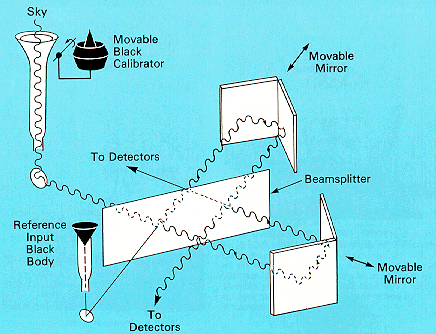 Sky
Movable
Black
Calibrator
Movable
Mirror
To Detectors
Beamsplitter
Reference
Input
Black
Body
Movable
Mirror
To
Detectors